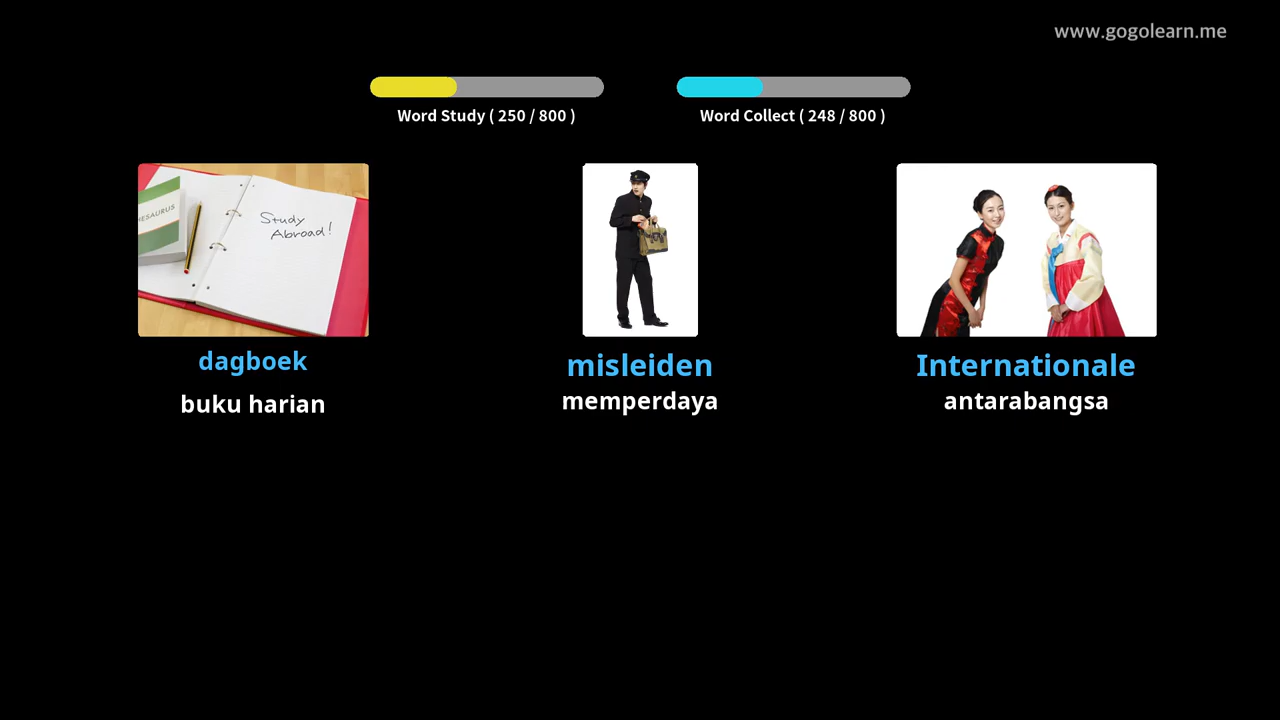 www.gogolearn.me
Word Study ( 250 / 800 )
Word Collect ( 248 / 800 )
HESAURUS
Study
Abroad!
dagboek
misleiden
Internationale
buku harian
memperdaya
antarabangsa